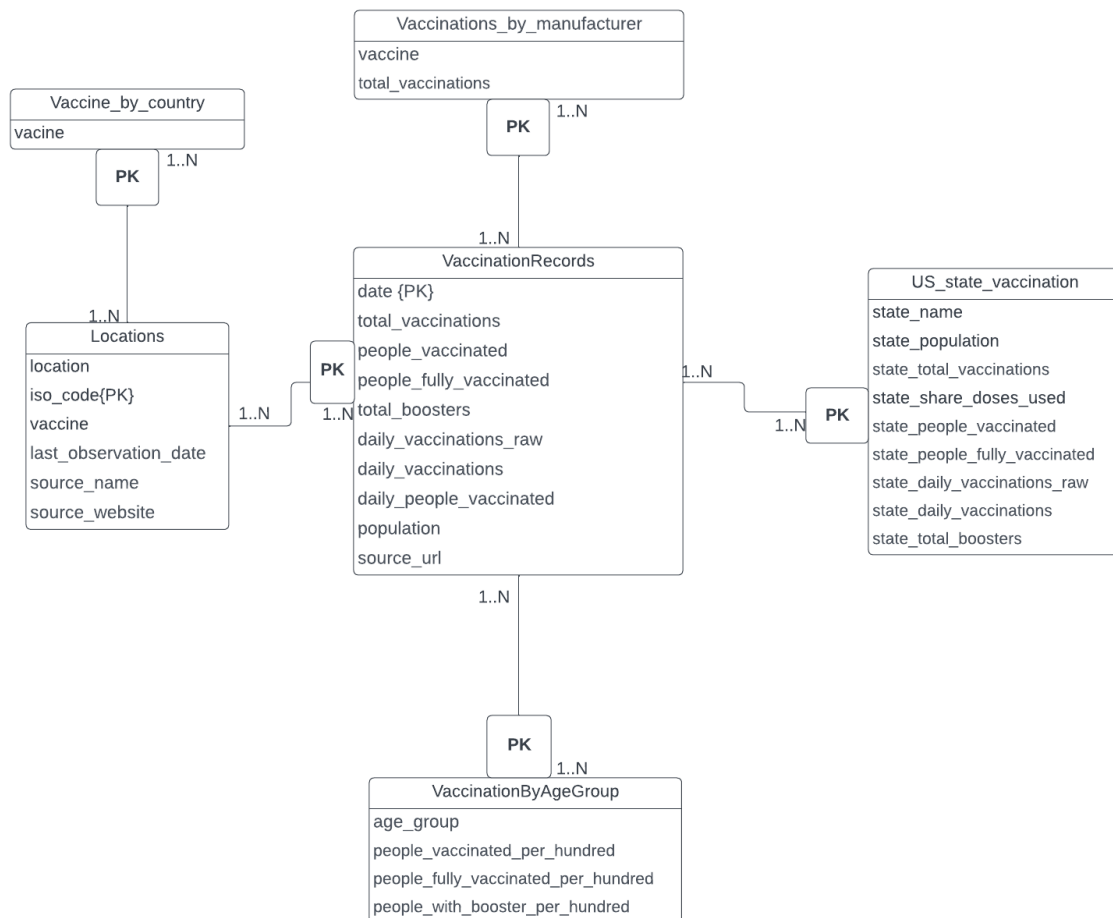 Vaccinations_by_manufacturer
vaccine
total_vaccinations
1..N
PK
1..N
Vaccine_by_country
vacine
1..N
PK
1..N
Locations
location
iso_code{PK}
vaccine
last_observation_date
source_name
source_website
1..N
PK
1..N
VaccinationRecords
date {PK}
total_vaccinations
people_vaccinated
people_fully_vaccinated
total_boosters
daily_vaccinations_raw
daily_vaccinations
daily_people_vaccinated
population
source_url
1..N
PK
1..N
US_state_vaccination
state_name
state_population
state_total_vaccinations
state_share_doses_used
state_people_vaccinated
state_people_fully_vaccinated
state_daily_vaccinations_raw
state_daily_vaccinations
state_total_boosters
1..N
PK
1..N
VaccinationByAgeGroup
age_group
people_vaccinated_per_hundred
people_fully_vaccinated_per_hundred
people_with_booster_per_hundred